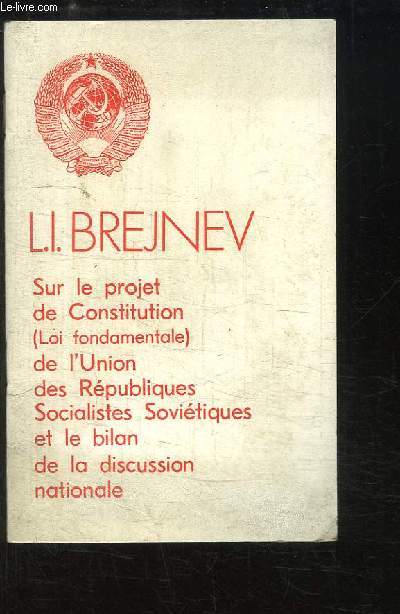 Le-livre.com
L.I. BREJNEV
Sur le projet
de Constitution
(Loi fondamentale)
de l'Union
des Républiques
Socialistes Soviétiques
et le bilan
de la discussion
nationale